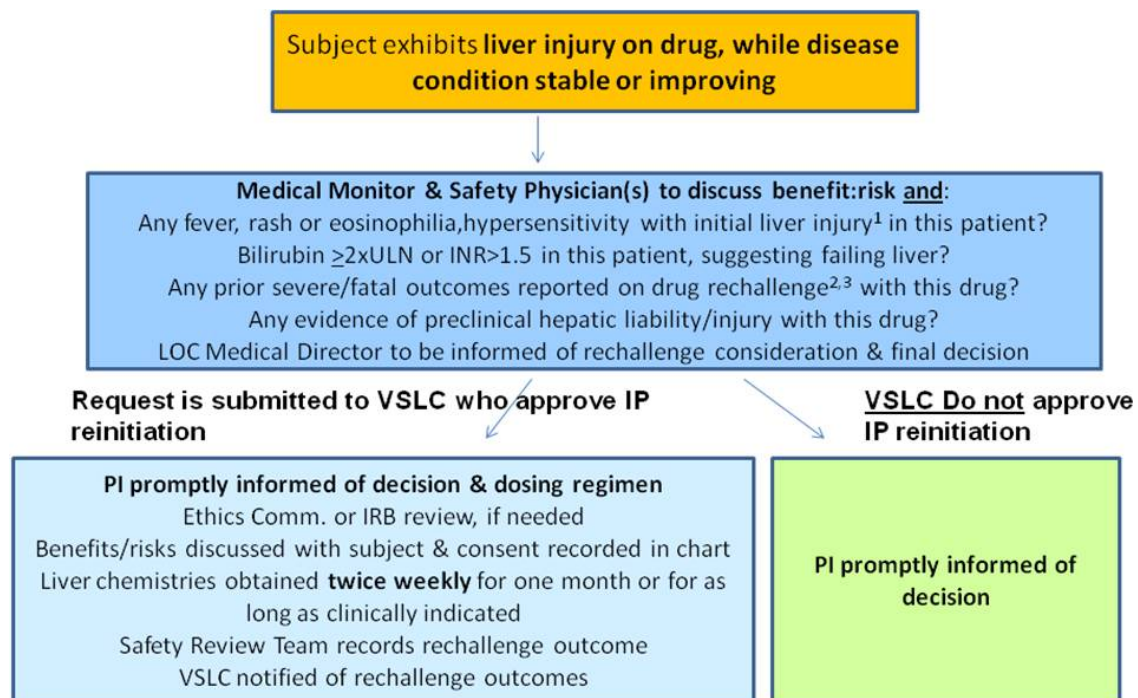 Subject exhibits liver injury on drug, while disease
condition stable or improving
Medical Monitor & Safety Physician(s) to discuss benefit:risk and:
Any fever, rash or eosinophilia,hypersensitivity with initial liver injury¹ in this patient?
Bilirubin ≥2xULN or INR>1.5 in this patient, suggesting failing liver?
Any prior severe/fatal outcomes reported on drug rechallenge²,³ with this drug?
Any evidence of preclinical hepatic liability/injury with this drug?
LOC Medical Director to be informed of rechallenge consideration & final decision
Request is submitted to VSLC who approve IP
reinitiation
VSLC Do not approve
IP reinitiation
PI promptly informed of decision & dosing regimen
Ethics Comm. or IRB review, if needed
Benefits/risks discussed with subject & consent recorded in chart
Liver chemistries obtained twice weekly for one month or for as
long as clinically indicated
Safety Review Team records rechallenge outcome
VSLC notified of rechallenge outcomes
PI promptly informed of
decision